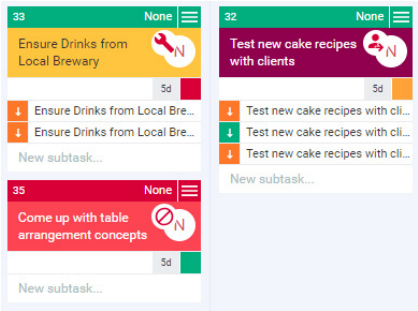 33 None
Ensure Drinks from
Local Brewary
N
5d
↓ Ensure Drinks from Local Bre...
↓ Ensure Drinks from Local Bre...
New subtask...
35 None
Come up with table
arrangement concepts
N
5d
New subtask...
32 None
Test new cake recipes
with clients
N
5d
↓ Test new cake recipes with cli...
↓ Test new cake recipes with cli...
↓ Test new cake recipes with cli...
New subtask...